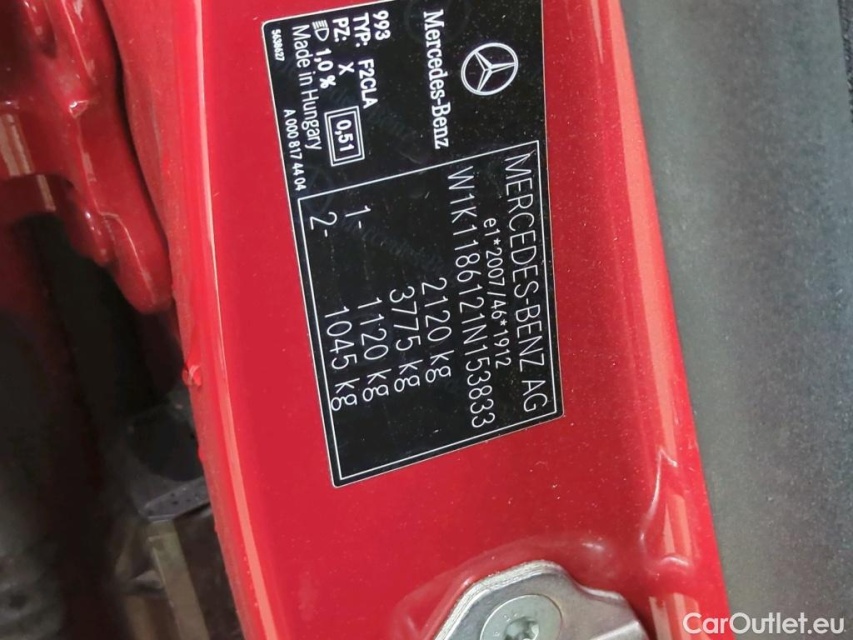 Mercedes-Benz
993
TYP: F2CLA
PZ: X
1,0 %
0,51
Made in Hungary
5638627
A 000 817 44 04
MERCEDES-BENZ AG
e1*2007/46*1912
W1K1186121N153833
2120 kg
3775 kg
1- 1120 kg
2- 1045 kg
CarOutlet.eu